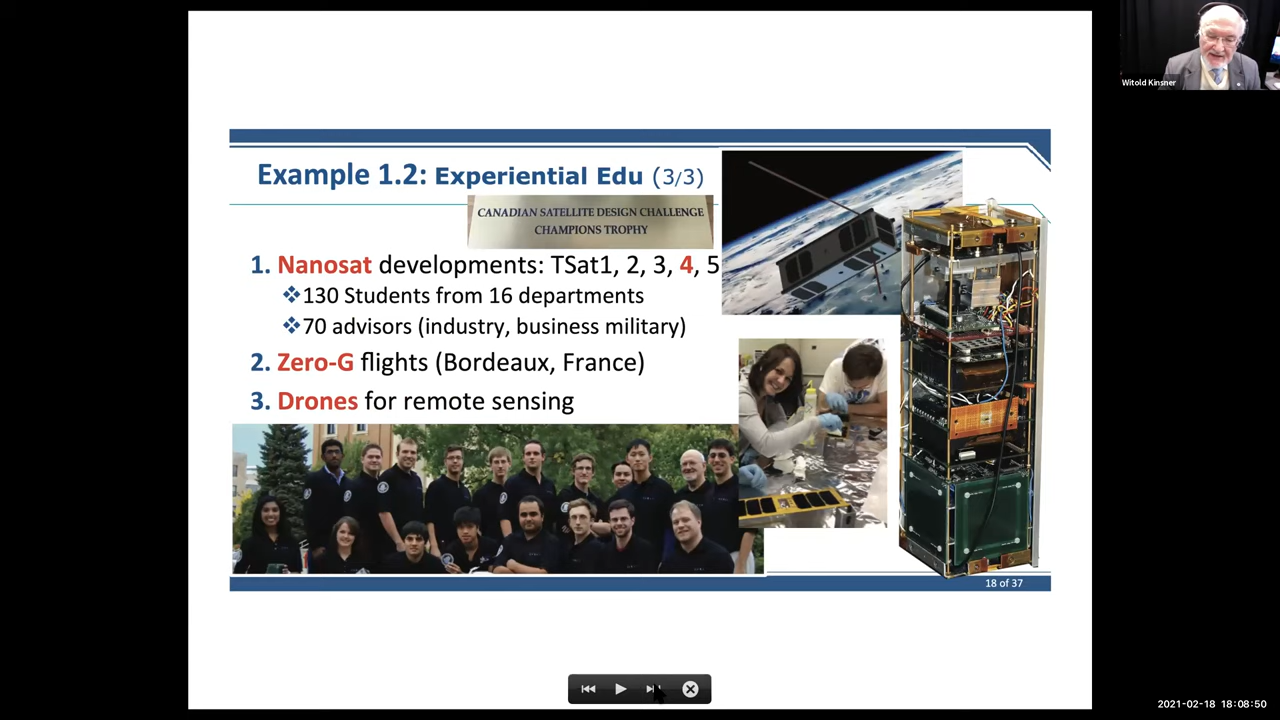 Witold Kinsner
Example 1.2: Experiential Edu (3/3)
CANADIAN SATELLITE DESIGN CHALLENGE
CHAMPIONS TROPHY
1. Nanosat developments: TSat1, 2, 3, 4, 5
❖130 Students from 16 departments
❖70 advisors (industry, business military)
2. Zero-G flights (Bordeaux, France)
3. Drones for remote sensing
18 of 37
2021-02-18 18:08:50